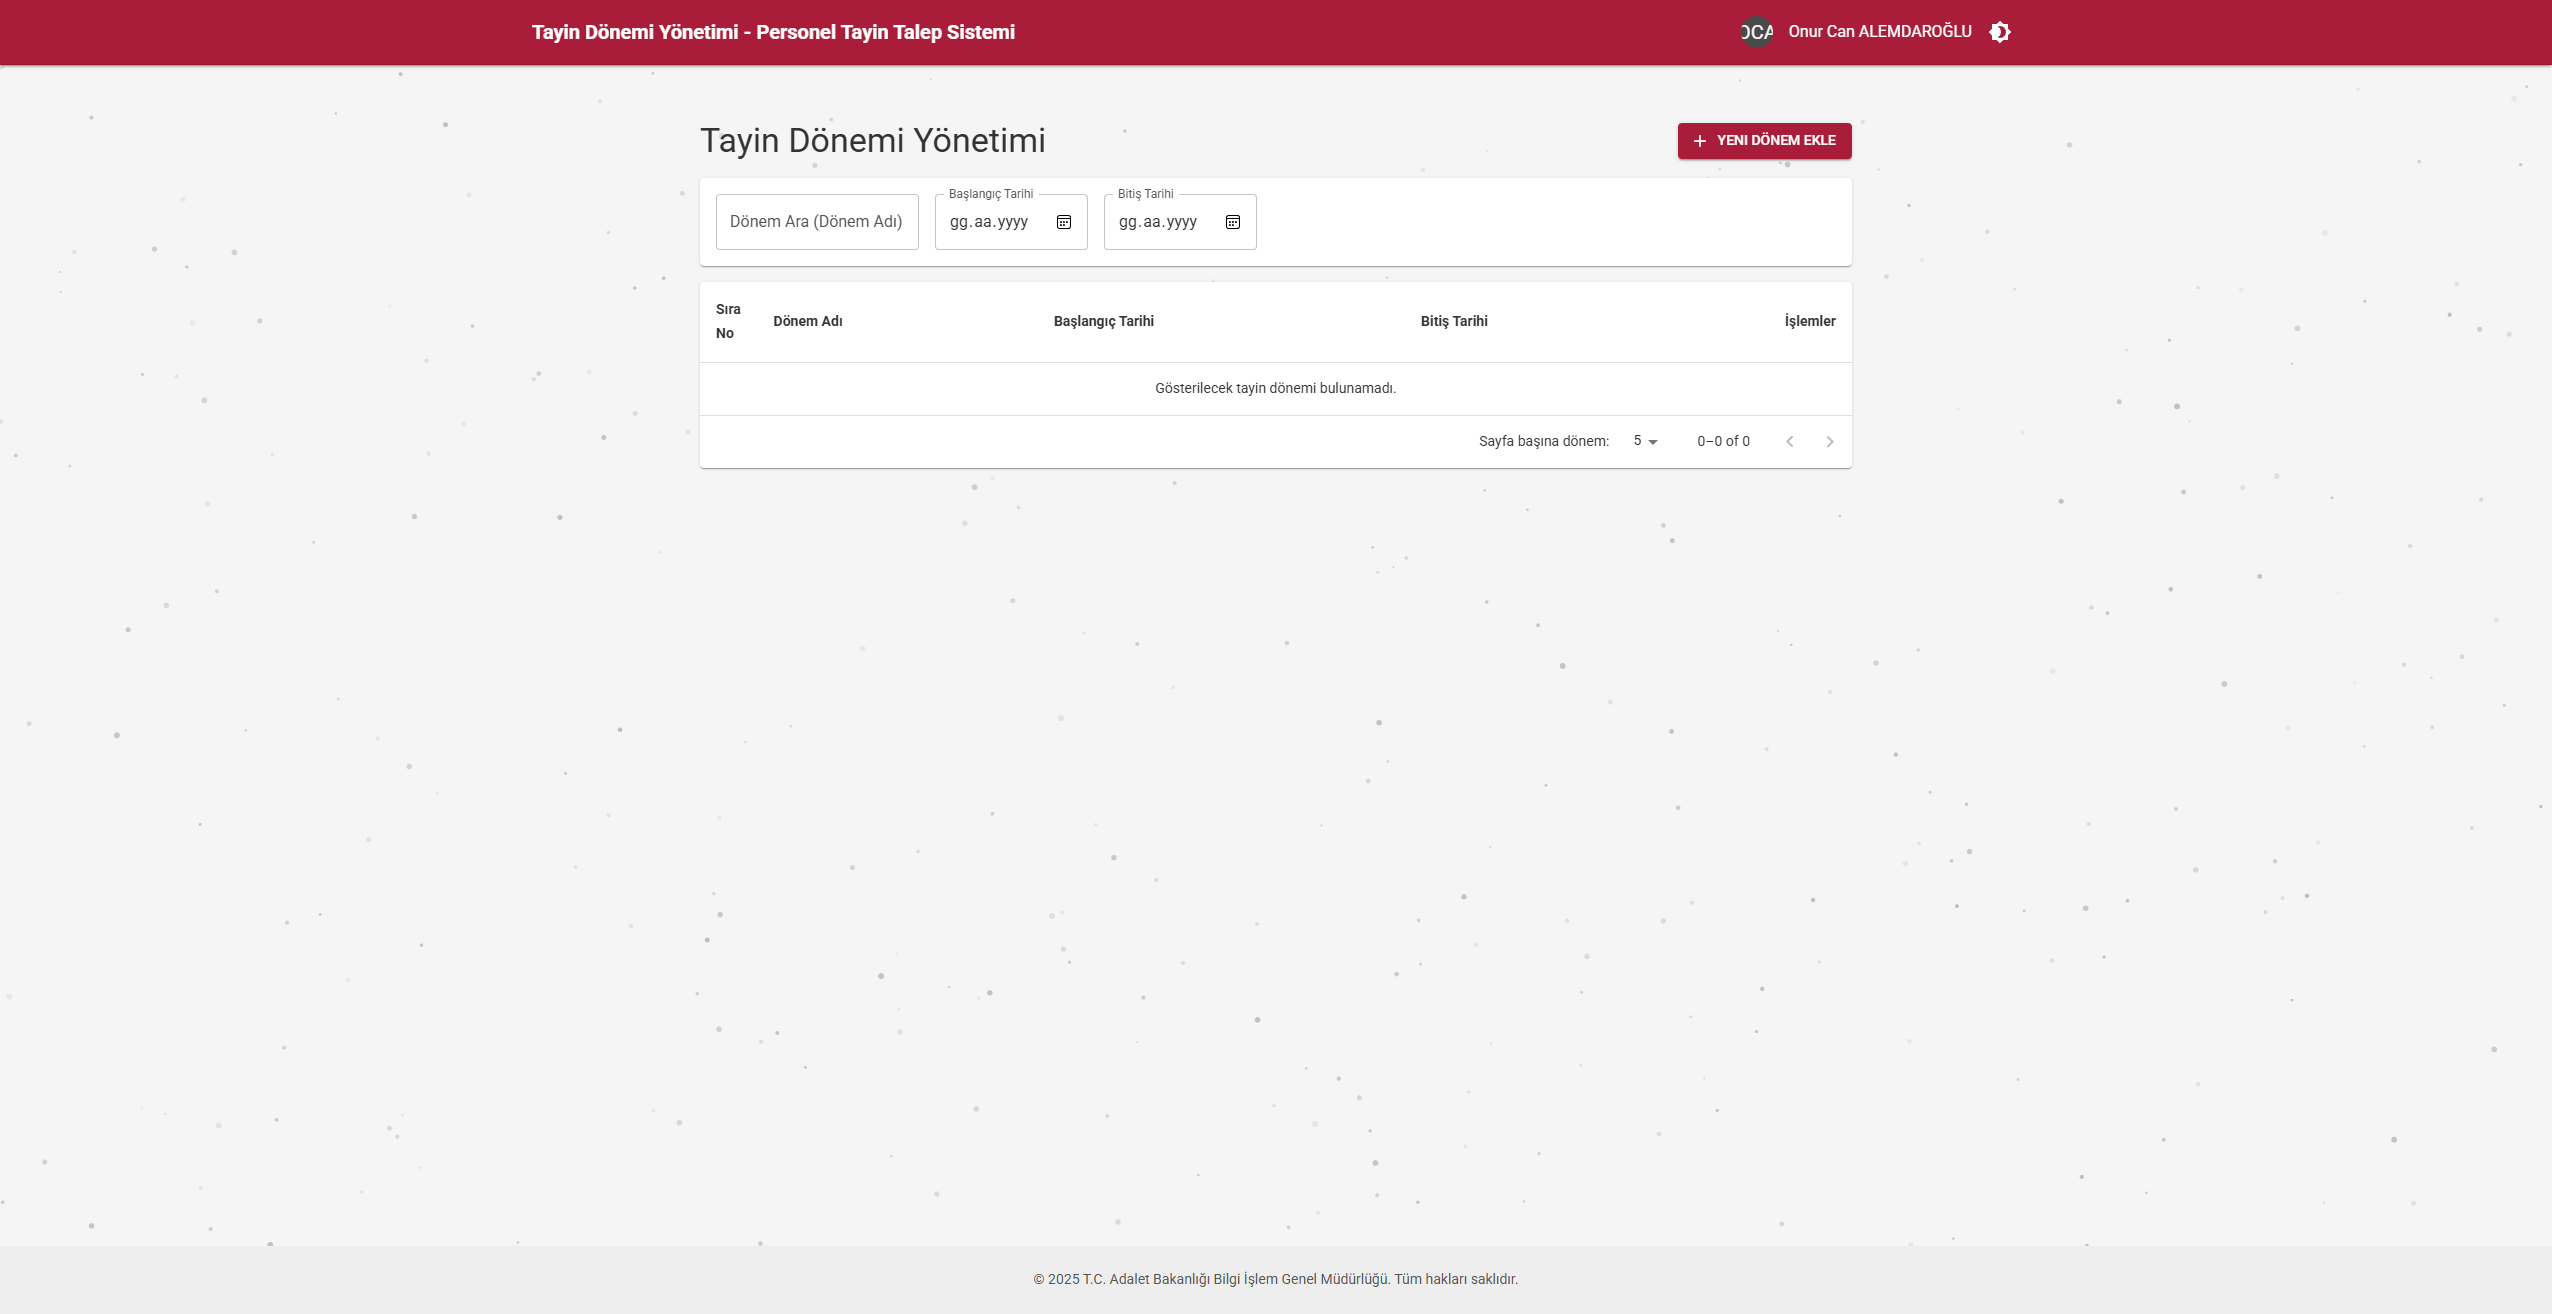 Tayin Dönemi Yönetimi - Personel Tayin Talep Sistemi
OCA
Onur Can ALEMDAROĞLU
Tayin Dönemi Yönetimi
YENI DÖNEM EKLE
Dönem Ara (Dönem Adı)
Başlangıç Tarihi
gg.aa.yyyy
Bitiş Tarihi
gg.aa.yyyy
Sıra No
Dönem Adı
Başlangıç Tarihi
Bitiş Tarihi
İşlemler
Gösterilecek tayin dönemi bulunamadı.
Sayfa başına dönem:
5
0–0 of 0
© 2025 T.C. Adalet Bakanlığı Bilgi İşlem Genel Müdürlüğü. Tüm hakları saklıdır.